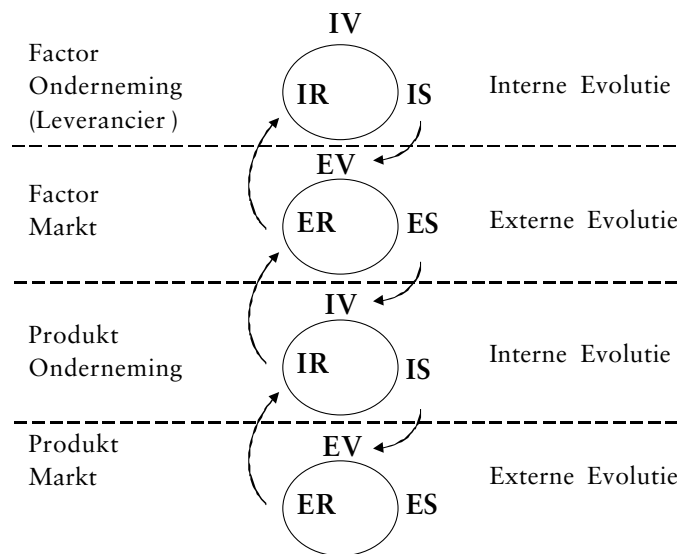 IV
Factor
Onderneming
(Leverancier )
IR IS
Interne Evolutie
EV
Factor
Markt
ER ES
Externe Evolutie
IV
Produkt
Onderneming
IR IS
Interne Evolutie
Produkt
Markt
EV
ER ES
Externe Evolutie